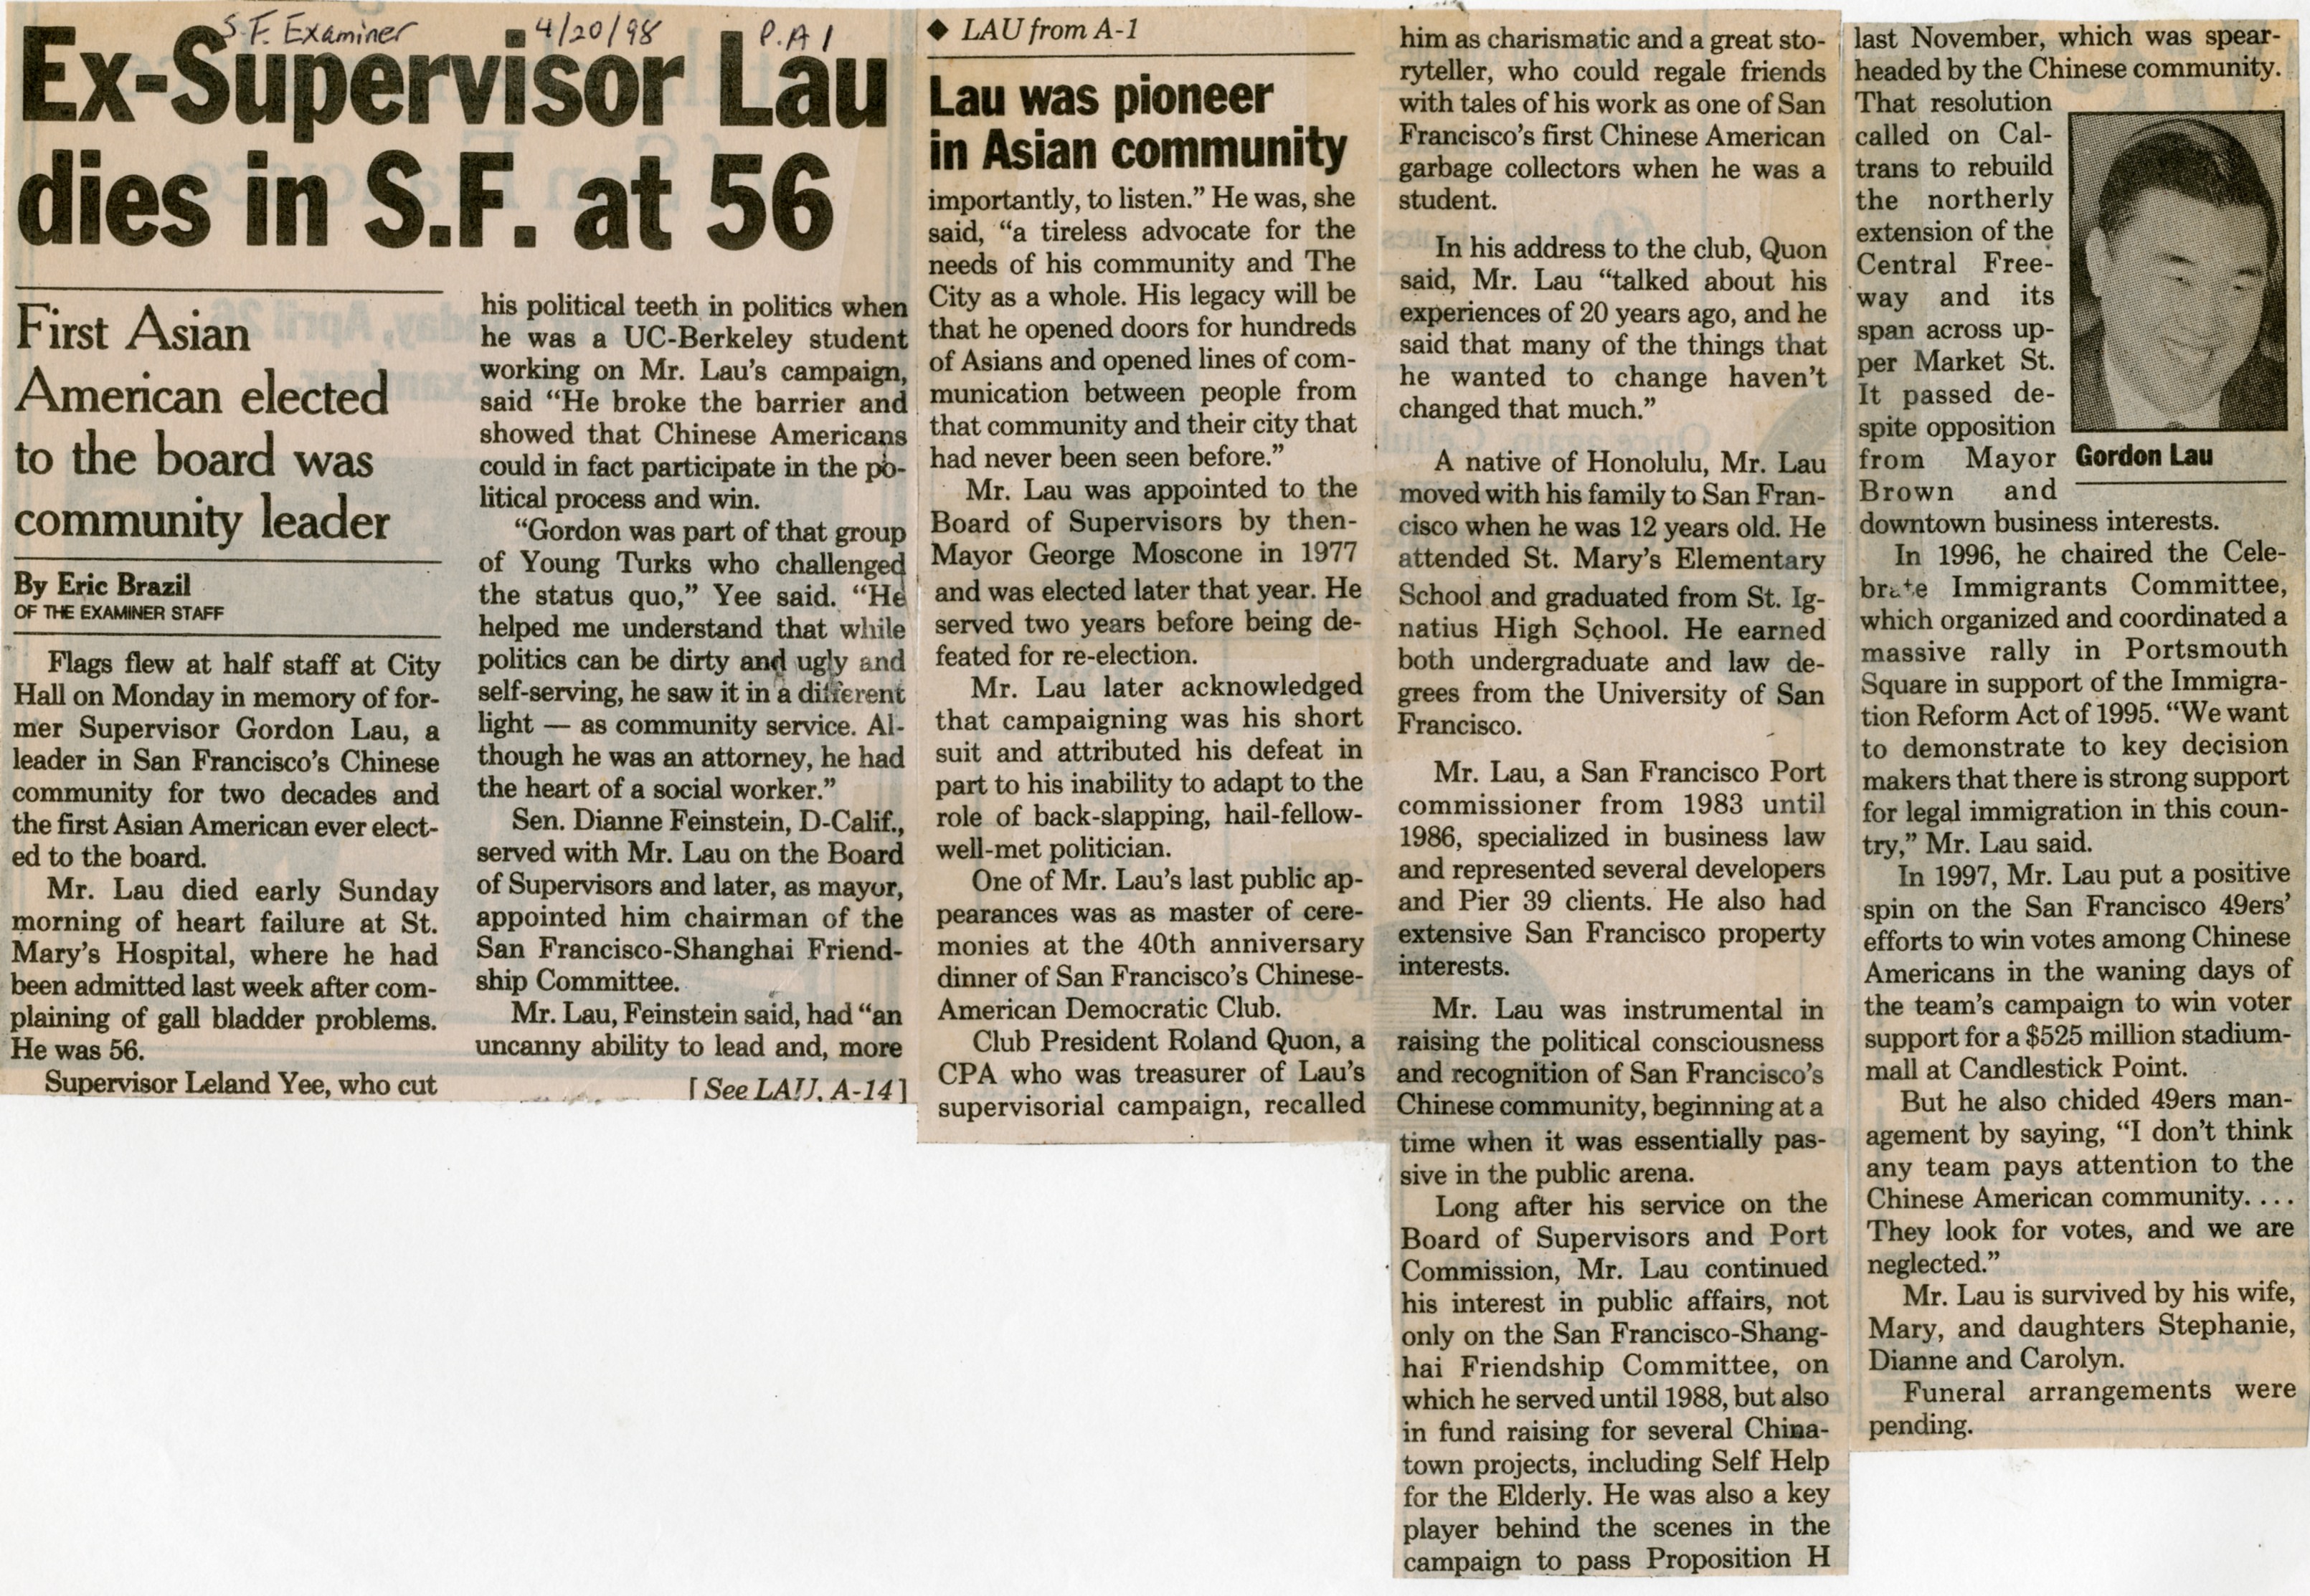 S.F. Examiner 4/20/98 P.A1
Ex-Supervisor Lau
dies in S.F. at 56
First Asian
American elected
to the board was
community leader
By Eric Brazil
OF THE EXAMINER STAFF
Flags flew at half staff at City
Hall on Monday in memory of for-
mer Supervisor Gordon Lau, a
leader in San Francisco's Chinese
community for two decades and
the first Asian American ever elect-
ed to the board.
Mr. Lau died early Sunday
morning of heart failure at St.
Mary's Hospital, where he had
been admitted last week after com-
plaining of gall bladder problems.
He was 56.
Supervisor Leland Yee, who cut
his political teeth in politics when
he was a UC-Berkeley student
working on Mr. Lau's campaign,
said “He broke the barrier and
showed that Chinese Americans
could in fact participate in the po-
litical process and win.
“Gordon was part of that group
of Young Turks who challenged
the status quo,” Yee said. “He
helped me understand that while
politics can be dirty and ugly and
self-serving, he saw it in a different
light — as community service. Al-
though he was an attorney, he had
the heart of a social worker.”
Sen. Dianne Feinstein, D-Calif.,
served with Mr. Lau on the Board
of Supervisors and later, as mayor,
appointed him chairman of the
San Francisco-Shanghai Friend-
ship Committee.
Mr. Lau, Feinstein said, had “an
uncanny ability to lead and, more
[See LAU, A-14]
◆ LAU from A-1
Lau was pioneer
in Asian community
importantly, to listen.” He was, she
said, “a tireless advocate for the
needs of his community and The
City as a whole. His legacy will be
that he opened doors for hundreds
of Asians and opened lines of com-
munication between people from
that community and their city that
had never been seen before.”
Mr. Lau was appointed to the
Board of Supervisors by then-
Mayor George Moscone in 1977
and was elected later that year. He
served two years before being de-
feated for re-election.
Mr. Lau later acknowledged
that campaigning was his short
suit and attributed his defeat in
part to his inability to adapt to the
role of back-slapping, hail-fellow-
well-met politician.
One of Mr. Lau's last public ap-
pearances was as master of cere-
monies at the 40th anniversary
dinner of San Francisco's Chinese-
American Democratic Club.
Club President Roland Quon, a
CPA who was treasurer of Lau's
supervisorial campaign, recalled
him as charismatic and a great sto-
ryteller, who could regale friends
with tales of his work as one of San
Francisco's first Chinese American
garbage collectors when he was a
student.
In his address to the club, Quon
said, Mr. Lau “talked about his
experiences of 20 years ago, and he
said that many of the things that
he wanted to change haven't
changed that much.”
A native of Honolulu, Mr. Lau
moved with his family to San Fran-
cisco when he was 12 years old. He
attended St. Mary's Elementary
School and graduated from St. Ig-
natius High School. He earned
both undergraduate and law de-
grees from the University of San
Francisco.
Mr. Lau, a San Francisco Port
commissioner from 1983 until
1986, specialized in business law
and represented several developers
and Pier 39 clients. He also had
extensive San Francisco property
interests.
Mr. Lau was instrumental in
raising the political consciousness
and recognition of San Francisco's
Chinese community, beginning at a
time when it was essentially pas-
sive in the public arena.
Long after his service on the
Board of Supervisors and Port
Commission, Mr. Lau continued
his interest in public affairs, not
only on the San Francisco-Shang-
hai Friendship Committee, on
which he served until 1988, but also
in fund raising for several China-
town projects, including Self Help
for the Elderly. He was also a key
player behind the scenes in the
campaign to pass Proposition H
last November, which was spear-
headed by the Chinese community.
That resolution
called on Cal-
trans to rebuild
the northerly
extension of the
Central Free-
way and its
span across up-
per Market St.
It passed de-
spite opposition
from Mayor
Brown and
downtown business interests.
Gordon Lau
In 1996, he chaired the Cele-
brate Immigrants Committee,
which organized and coordinated a
massive rally in Portsmouth
Square in support of the Immigra-
tion Reform Act of 1995. “We want
to demonstrate to key decision
makers that there is strong support
for legal immigration in this coun-
try,” Mr. Lau said.
In 1997, Mr. Lau put a positive
spin on the San Francisco 49ers'
efforts to win votes among Chinese
Americans in the waning days of
the team's campaign to win voter
support for a $525 million stadium-
mall at Candlestick Point.
But he also chided 49ers man-
agement by saying, “I don't think
any team pays attention to the
Chinese American community. . . .
They look for votes, and we are
neglected.”
Mr. Lau is survived by his wife,
Mary, and daughters Stephanie,
Dianne and Carolyn.
Funeral arrangements were
pending.